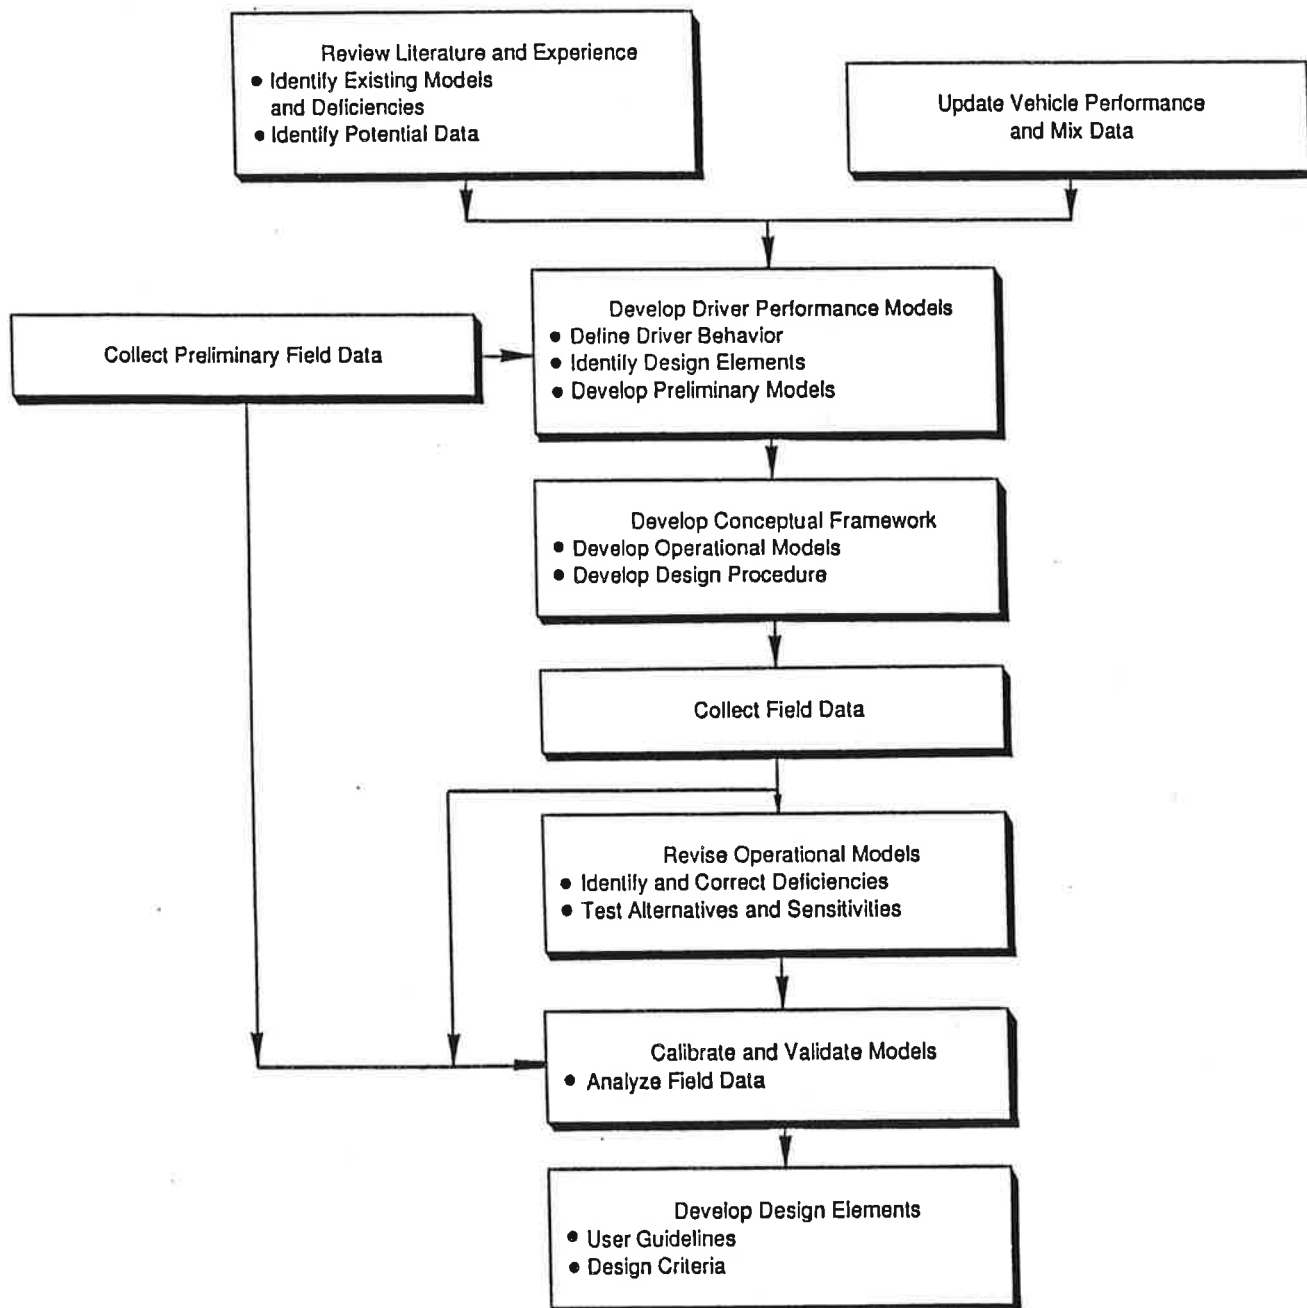 Review Literature and Experience
● Identify Existing Models
and Deficiencies
● Identify Potential Data
Update Vehicle Performance
and Mix Data
Develop Driver Performance Models
● Define Driver Behavior
● Identify Design Elements
● Develop Preliminary Models
Collect Preliminary Field Data
Develop Conceptual Framework
● Develop Operational Models
● Develop Design Procedure
Collect Field Data
Revise Operational Models
● Identify and Correct Deficiencies
● Test Alternatives and Sensitivities
Calibrate and Validate Models
● Analyze Field Data
Develop Design Elements
● User Guidelines
● Design Criteria